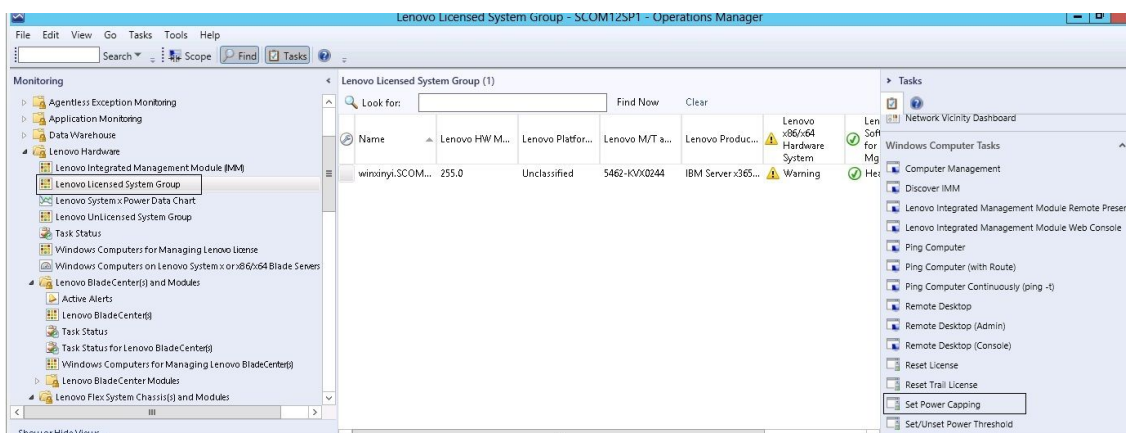 Lenovo Licensed System Group - SCOM12SP1 - Operations Manager
File Edit View Go Tasks Tools Help
Search Scope Find Tasks
Monitoring
Agentless Exception Monitoring
Application Monitoring
Data Warehouse
Lenovo Hardware
Lenovo Integrated Management Module (IMM)
Lenovo Licensed System Group
Lenovo System x Power Data Chart
Lenovo UnLicensed System Group
Task Status
Windows Computers for Managing Lenovo License
Windows Computers on Lenovo System x or x86/x64 Blade Servers
Lenovo BladeCenter(s) and Modules
Active Alerts
Lenovo BladeCenter(s)
Task Status
Task Status for Lenovo BladeCenter(s)
Windows Computers for Managing Lenovo BladeCenter(s)
Lenovo BladeCenter Modules
Lenovo Flex System Chassis(s) and Modules
Lenovo Licensed System Group (1)
Look for: Find Now Clear
Name Lenovo HW M... Lenovo Platfor... Lenovo M/T a... Lenovo Produc... Lenovo x86/x64 Hardware System Len Soft for Mg
winxinyi.SCOM... 255.0 Unclassified 5462-KVX0244 IBM Server x365... Warning Hea
Tasks
Network Vicinity Dashboard
Windows Computer Tasks
Computer Management
Discover IMM
Lenovo Integrated Management Module Remote Preser
Lenovo Integrated Management Module Web Console
Ping Computer
Ping Computer (with Route)
Ping Computer Continuously (ping -t)
Remote Desktop
Remote Desktop (Admin)
Remote Desktop (Console)
Reset License
Reset Trail License
Set Power Capping
Set/Unset Power Threshold